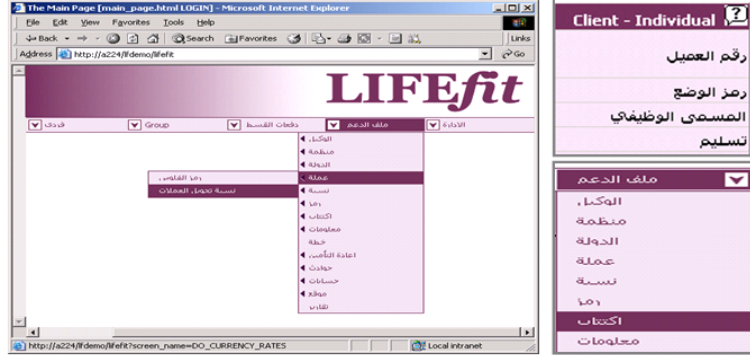 The Main Page [main_page.html LOGIN] - Microsoft Internet Explorer
File Edit View Favorites Tools Help
Back Search Favorites Links
Address http://a224/lfdemo/lifefit Go
LIFEfit
فردي Group دفعات القسط ملف الدعم الادارة
الوكيل
منظمة
الدولة
عملة
نسبة
رمز
اكتتاب
معلومات
خطة
اعادة التأمين
حوادث
حسابات
موقع
تقارير
رمز الفلوس
نسبة تحويل العملات
http://a224/lfdemo/lifefit?screen_name=DO_CURRENCY_RATES Local intranet
Client - Individual ?
رقم العميل
رمز الوضع
المسمى الوظيفي
تسليم
ملف الدعم
الوكيل
منظمة
الدولة
عملة
نسبة
رمز
اكتتاب
معلومات